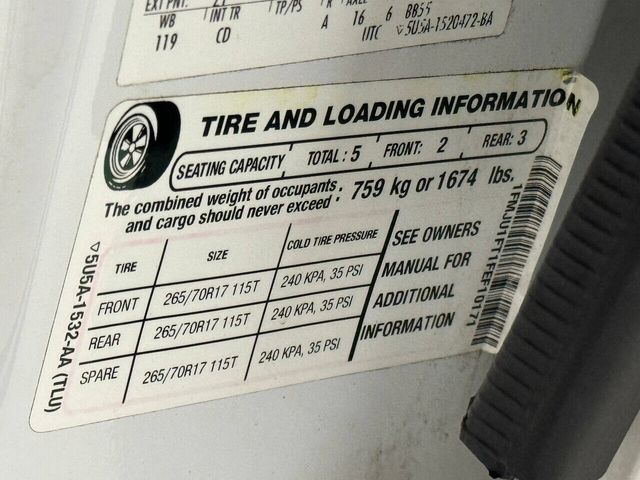 EXT PNT:
WB INT TR TP/PS R AXLE
119 CD A 16 6 BB55
UTC ▽5U5A-1520472-BA
TIRE AND LOADING INFORMATION
SEATING CAPACITY TOTAL : 5 FRONT: 2 REAR: 3
The combined weight of occupants : 759 kg or 1674 lbs.
and cargo should never exceed
TIRE SIZE COLD TIRE PRESSURE
FRONT 265/70R17 115T 240 KPA, 35 PSI
REAR 265/70R17 115T 240 KPA, 35 PSI
SPARE 265/70R17 115T 240 KPA, 35 PSI
SEE OWNERS
MANUAL FOR
ADDITIONAL
INFORMATION
▽5U5A-1532-AA (TLU)